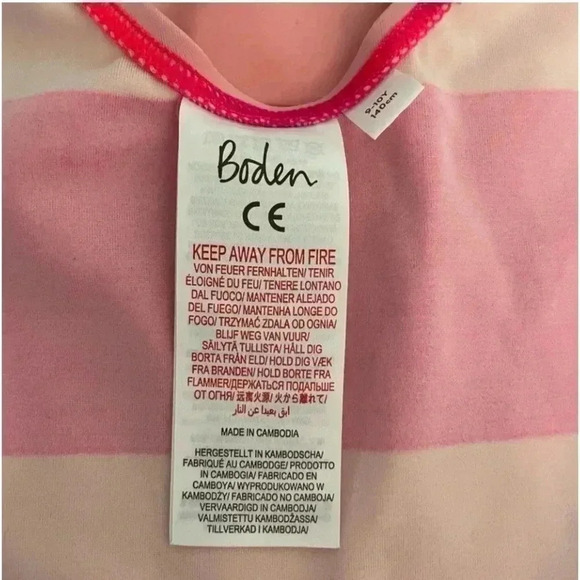 Boden
CE
KEEP AWAY FROM FIRE
VON FEUER FERNHALTEN/ TENIR
ÉLOIGNÉ DU FEU/ TENERE LONTANO
DAL FUOCO/ MANTENER ALEJADO
DEL FUEGO/ MANTENHA LONGE DO
FOGO/ TRZYMAĆ ZDALA OD OGNIA/
BLIJF WEG VAN VUUR/
SÄILYTÄ TULLISTA/ HÅLL DIG
BORTA FRÅN ELD/ HOLD DIG VÆK
FRA BRANDEN/ HOLD BORTE FRA
FLAMMER/ДЕРЖАТЬСЯ ПОДАЛЬШЕ
ОТ ОГНЯ/ 远离火源/ 火から離れて/
ابق بعيدا عن النار
MADE IN CAMBODIA
HERGESTELLT IN KAMBODSCHA/
FABRIQUÉ AU CAMBODGE/ PRODOTTO
IN CAMBOGIA/ FABRICADO EN
CAMBOYA/ WYPRODUKOWANO W
KAMBODŻY/ FABRICADO NO CAMBOJA/
VERVAARDIGD IN CAMBODJA/
VALMISTETTU KAMBODŽASSA/
TILLVERKAD I KAMBODJA/
9-10Y
140cm